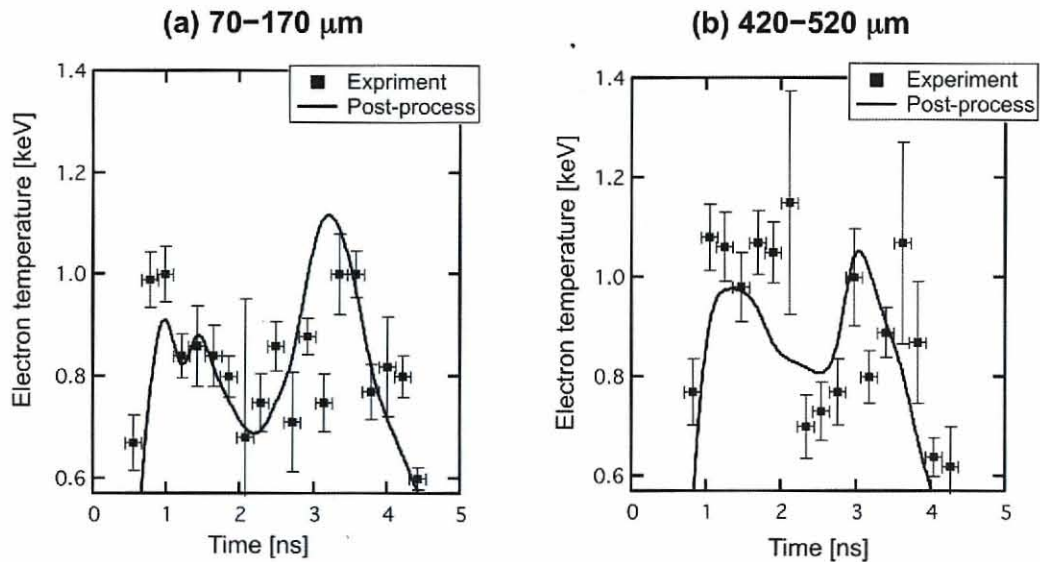 (a) 70−170 μm
(b) 420−520 μm
Expriment
Post-process
Experiment
Post-process
Electron temperature [keV]
1.4
1.2
1.0
0.8
0.6
0 1 2 3 4 5
Time [ns]
Electron temperature [keV]
1.4
1.2
1.0
0.8
0.6
0 1 2 3 4 5
Time [ns]